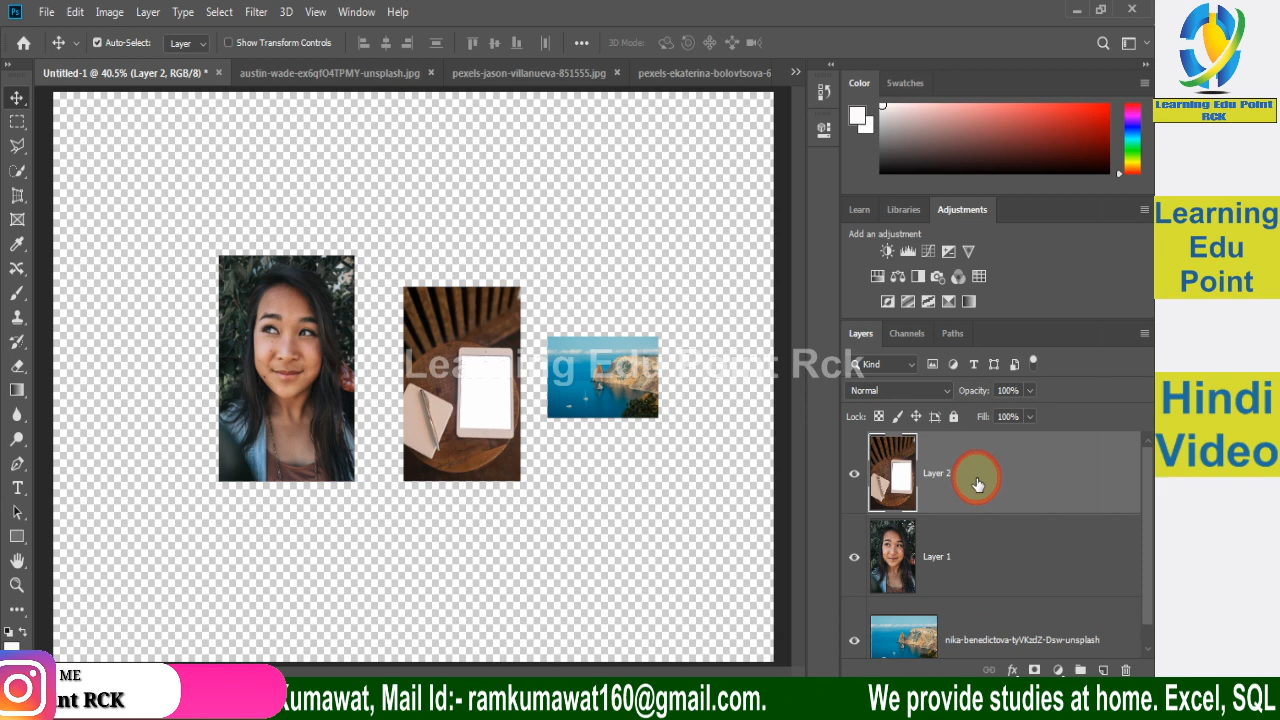 File Edit Image Layer Type Select Filter 3D View Window Help
Auto-Select: Layer Show Transform Controls 3D Mode:
Untitled-1 @ 40.5% (Layer 2, RGB/8) * austin-wade-ex6qfO4TPMY-unsplash.jpg pexels-jason-villanueva-851555.jpg pexels-ekaterina-bolovtsova-6
Color Swatches
Learn Libraries Adjustments
Add an adjustment
Layers Channels Paths
Kind
Normal Opacity: 100%
Lock: Fill: 100%
Layer 2
Layer 1
nika-benedictova-tyVKzdZ-Dsw-unsplash
Learning Edu Point Rck
Learning Edu Point
RCK
Learning
Edu
Point
Hindi
Video
ME
nt RCK
Kumawat, Mail Id:- ramkumawat160@gmail.com. We provide studies at home. Excel, SQL